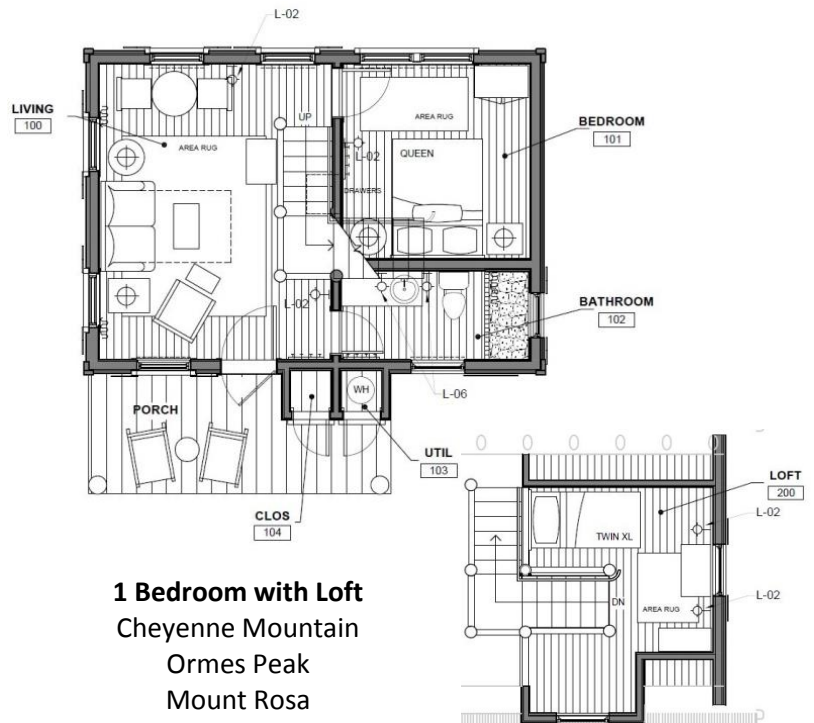 L-02
LIVING
100
AREA RUG
UP
AREA RUG
BEDROOM
101
QUEEN
L-02
DRAWERS
L-02
BATHROOM
102
L-06
PORCH
WH
UTIL
103
CLOS
104
LOFT
200
L-02
TWIN XL
L-02
DN
AREA RUG
1 Bedroom with Loft
Cheyenne Mountain
Ormes Peak
Mount Rosa